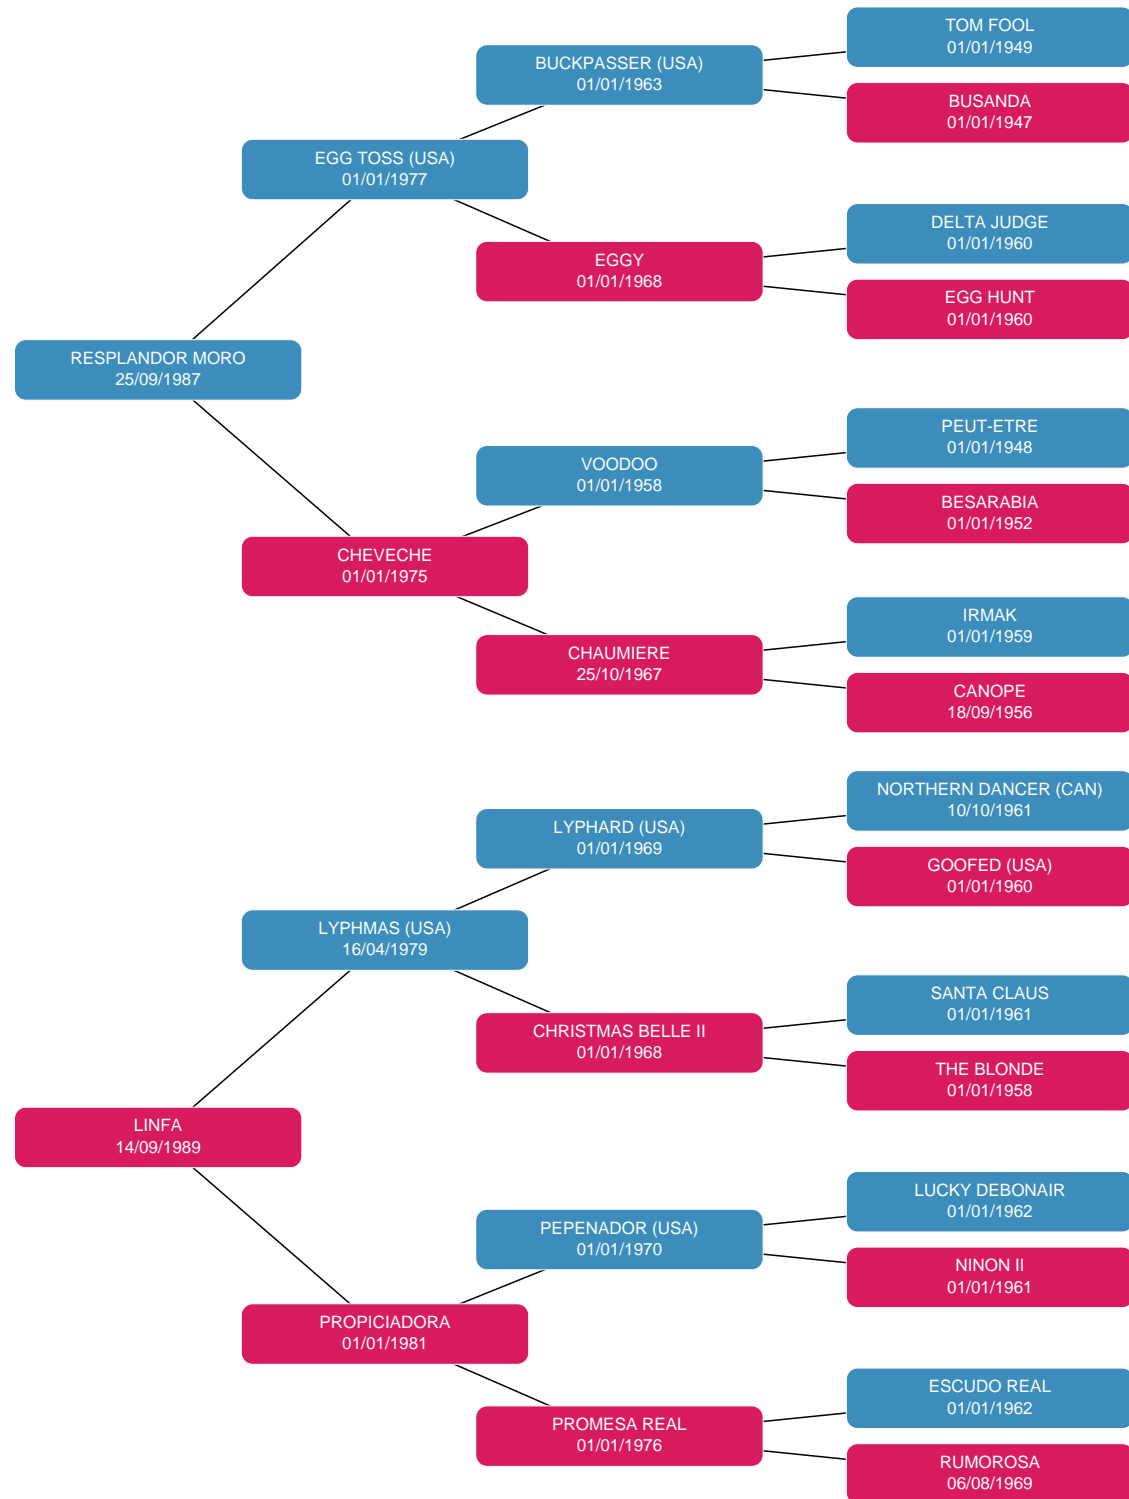 TOM FOOL
01/01/1949
BUCKPASSER (USA)
01/01/1963
BUSANDA
01/01/1947
EGG TOSS (USA)
01/01/1977
DELTA JUDGE
01/01/1960
EGGY
01/01/1968
EGG HUNT
01/01/1960
RESPLANDOR MORO
25/09/1987
PEUT-ETRE
01/01/1948
VOODOO
01/01/1958
BESARABIA
01/01/1952
CHEVECHE
01/01/1975
IRMAK
01/01/1959
CHAUMIERE
25/10/1967
CANOPE
18/09/1956
NORTHERN DANCER (CAN)
10/10/1961
LYPHARD (USA)
01/01/1969
GOOFED (USA)
01/01/1960
LYPHMAS (USA)
16/04/1979
SANTA CLAUS
01/01/1961
CHRISTMAS BELLE II
01/01/1968
THE BLONDE
01/01/1958
LINFA
14/09/1989
LUCKY DEBONAIR
01/01/1962
PEPENADOR (USA)
01/01/1970
NINON II
01/01/1961
PROPICIADORA
01/01/1981
ESCUDO REAL
01/01/1962
PROMESA REAL
01/01/1976
RUMOROSA
06/08/1969